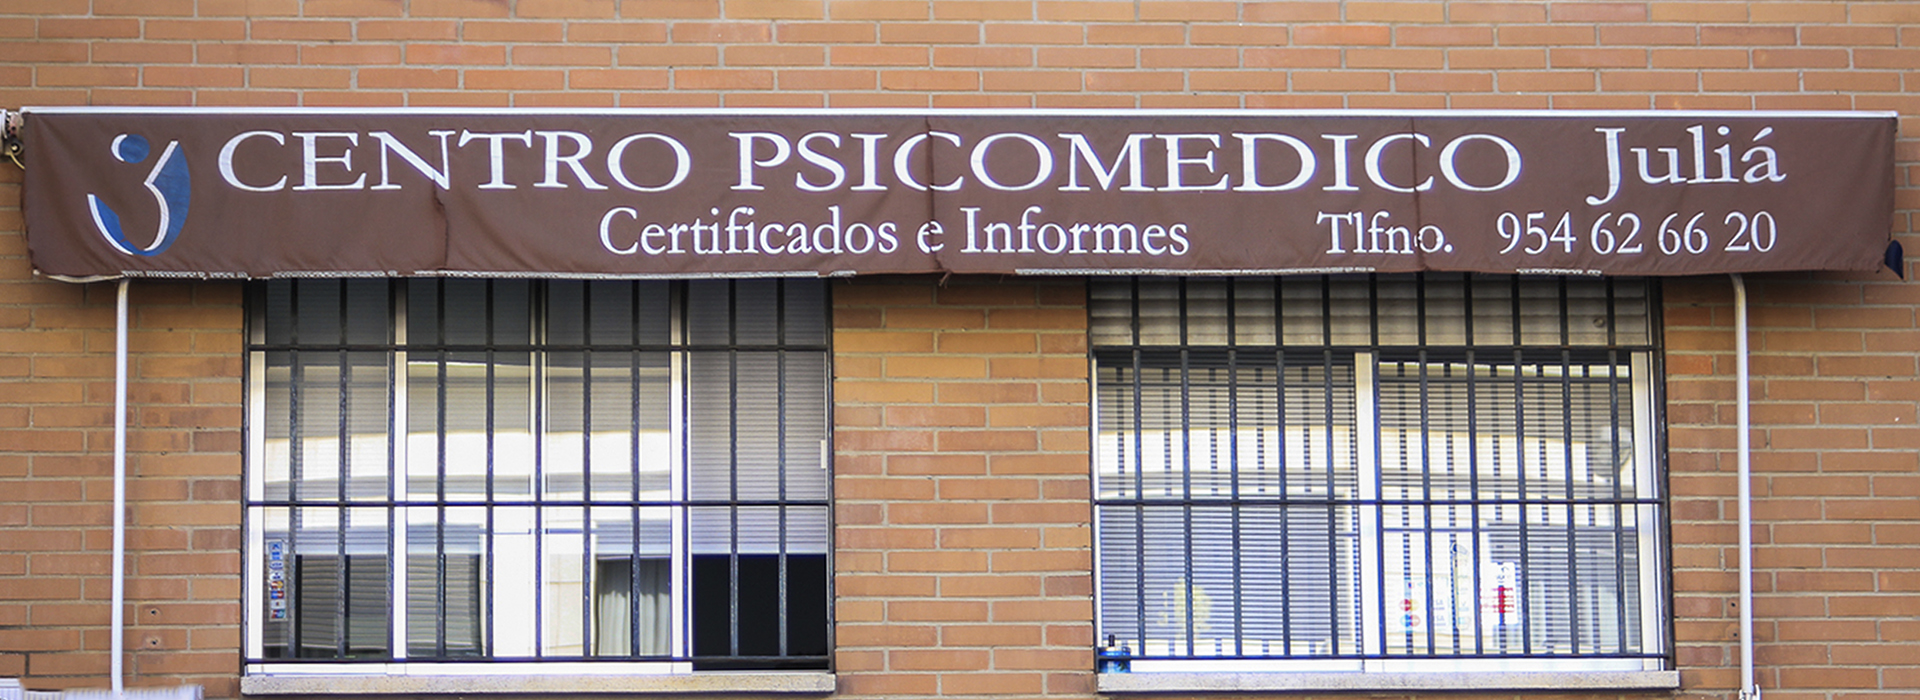 CENTRO PSICOMEDICO Juliá
Certificados e Informes Tlfno. 954 62 66 20